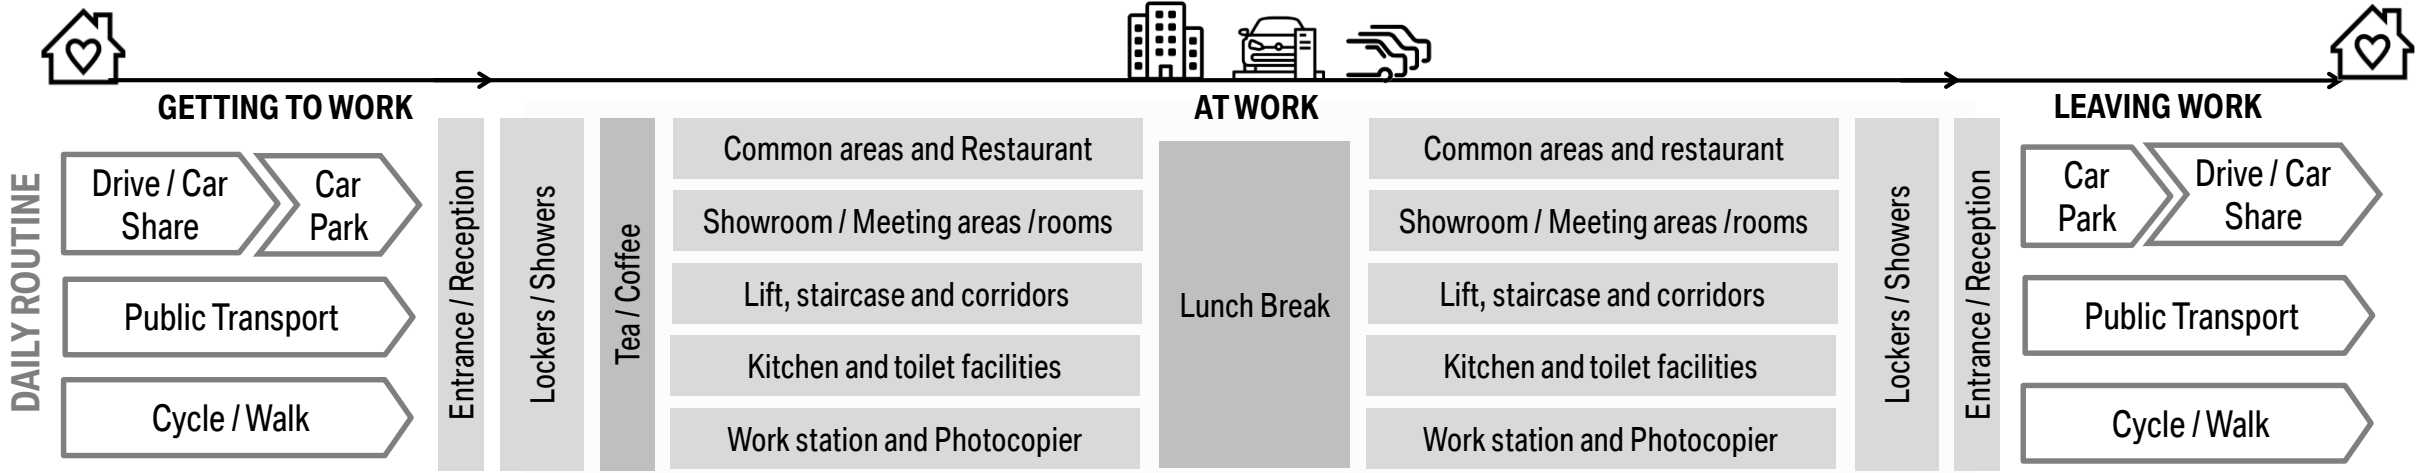 GETTING TO WORK
AT WORK
LEAVING WORK
DAILY ROUTINE
Drive / Car
Share
Car
Park
Public Transport
Cycle / Walk
Entrance / Reception
Lockers / Showers
Tea / Coffee
Common areas and Restaurant
Showroom / Meeting areas /rooms
Lift, staircase and corridors
Kitchen and toilet facilities
Work station and Photocopier
Lunch Break
Common areas and restaurant
Showroom / Meeting areas /rooms
Lift, staircase and corridors
Kitchen and toilet facilities
Work station and Photocopier
Lockers / Showers
Entrance / Reception
Car
Park
Drive / Car
Share
Public Transport
Cycle / Walk